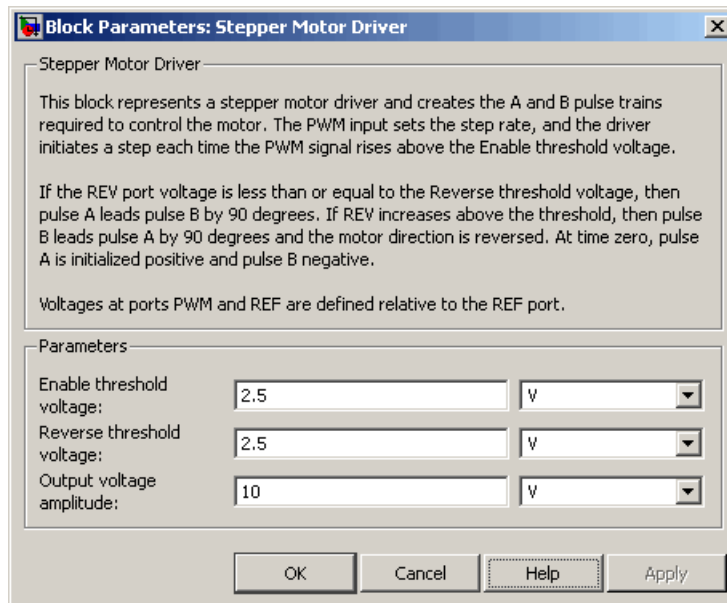 Block Parameters: Stepper Motor Driver
Stepper Motor Driver
This block represents a stepper motor driver and creates the A and B pulse trains
required to control the motor. The PWM input sets the step rate, and the driver
initiates a step each time the PWM signal rises above the Enable threshold voltage.
If the REV port voltage is less than or equal to the Reverse threshold voltage, then
pulse A leads pulse B by 90 degrees. If REV increases above the threshold, then pulse
B leads pulse A by 90 degrees and the motor direction is reversed. At time zero, pulse
A is initialized positive and pulse B negative.
Voltages at ports PWM and REF are defined relative to the REF port.
Parameters
Enable threshold
voltage:
2.5 V
Reverse threshold
voltage:
2.5 V
Output voltage
amplitude:
10 V
OK Cancel Help Apply